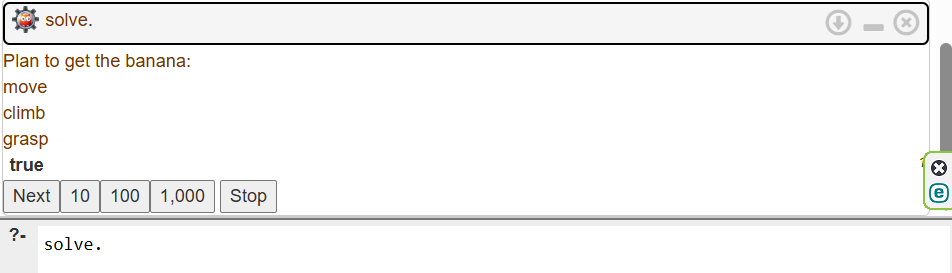 solve.
Plan to get the banana:
move
climb
grasp
true
Next 10 100 1,000 Stop
?- solve.